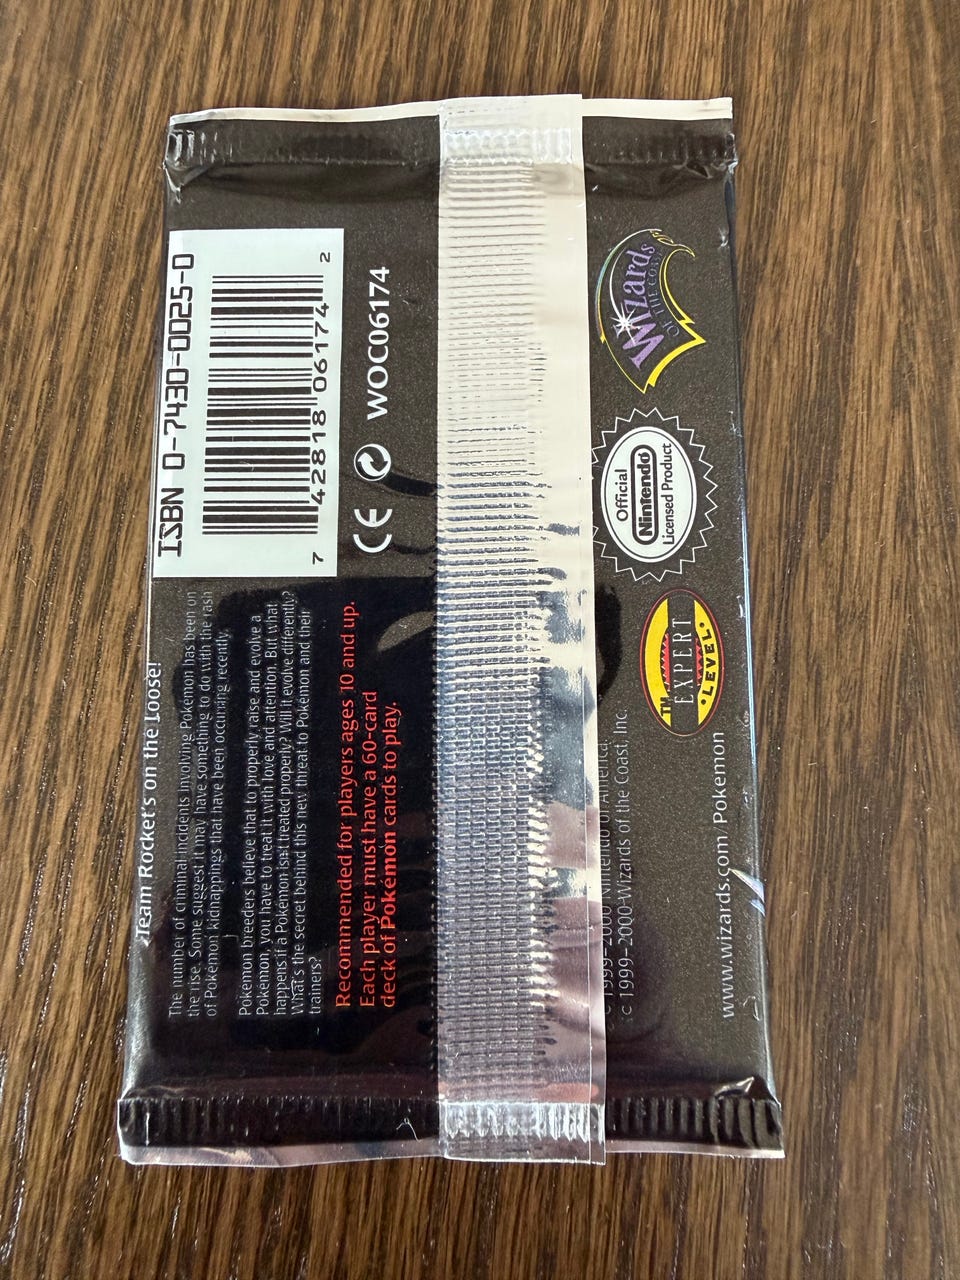 Team Rocket's on the Loose!
The number of criminal incidents involving Pokémon has been on
the rise. Some suggest it may have something to do with the rash
of Pokémon kidnappings that have been occuring recently.
Pokémon breeders believe that to properly raise and evolve a
Pokémon, you have to treat it with love and attention. But what
happens if a Pokémon isn't treated properly? Will it evolve differently?
What's the secret behind this new threat to Pokémon and their
trainers?
Recommended for players ages 10 and up.
Each player must have a 60-card
deck of Pokémon cards to play.
ISBN 0-7430-0025-0
7 42818 06174 2
CE WOC06174
© 1999–2000 Nintendo of America.
© 1999–2000 Wizards of the Coast, Inc
www.wizards.com/Pokemon
TM
EXPERT
LEVEL
Official
Nintendo
Licensed Product
Wizards
OF THE COAST